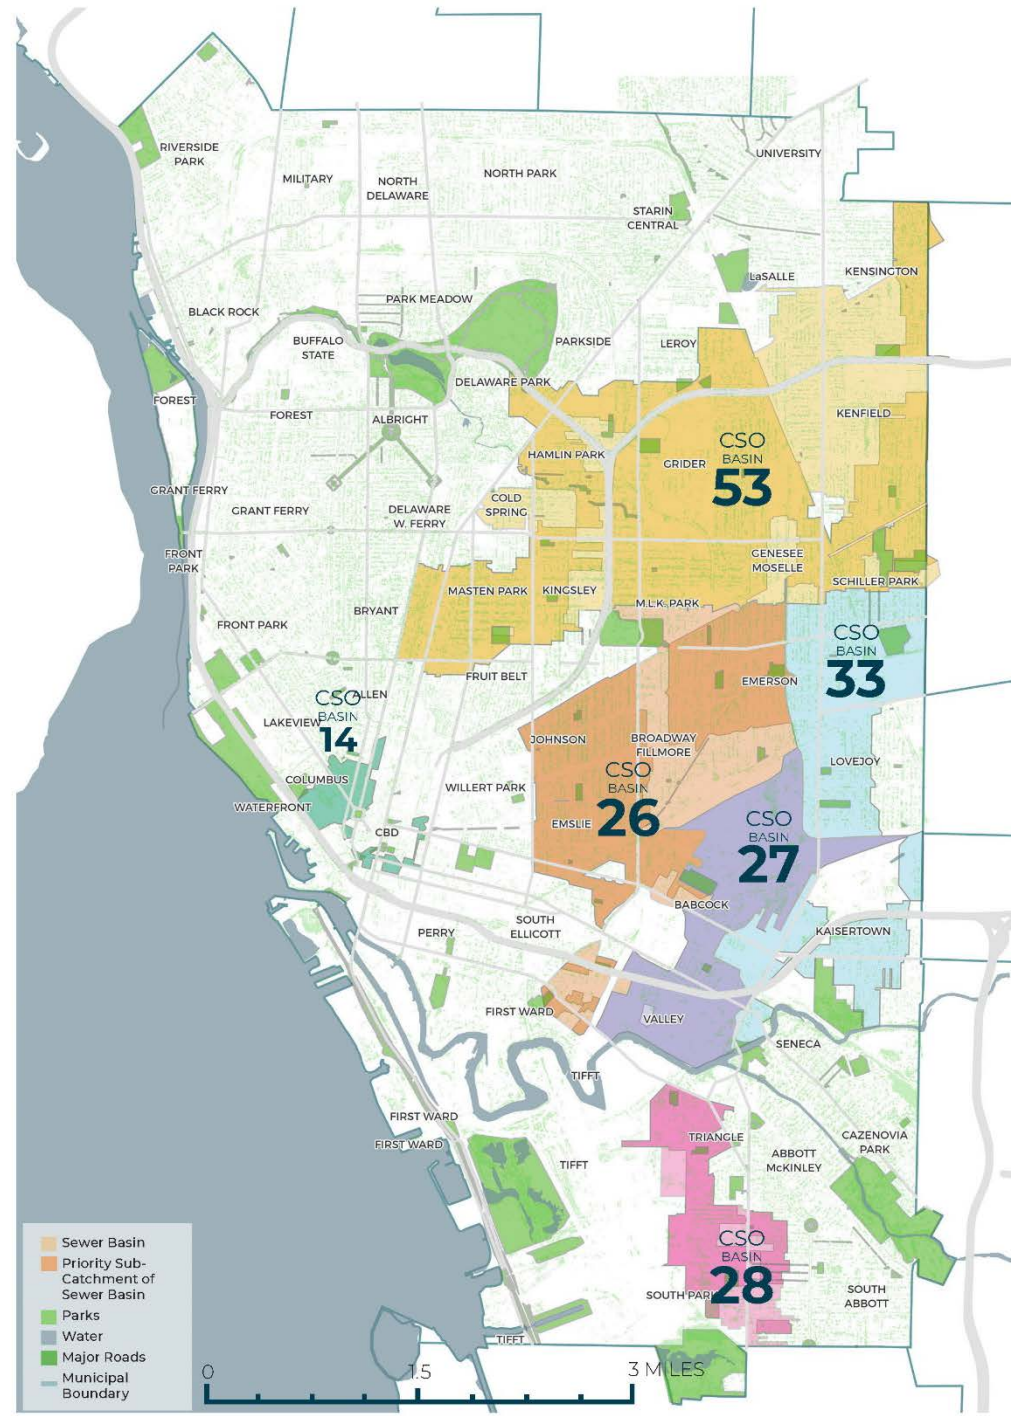 UNIVERSITY
RIVERSIDE
PARK
MILITARY
NORTH
DELAWARE
NORTH PARK
STARIN
CENTRAL
LaSALLE
KENSINGTON
BLACK ROCK
PARK MEADOW
BUFFALO
STATE
PARKSIDE
LEROY
DELAWARE PARK
FOREST
FOREST
ALBRIGHT
KENFIELD
CSO
BASIN
53
HAMLIN PARK
GRIDER
GRANT FERRY
GRANT FERRY
DELAWARE
W. FERRY
COLD
SPRING
FRONT
PARK
GENESEE
MOSELLE
SCHILLER PARK
MASTEN PARK
KINGSLEY
BRYANT
M.L.K. PARK
FRONT PARK
CSO
BASIN
33
FRUIT BELT
EMERSON
ALLEN
CSO
BASIN
14
LAKEVIEW
JOHNSON
BROADWAY
FILLMORE
LOVEJOY
COLUMBUS
WILLERT PARK
CSO
BASIN
26
WATERFRONT
EMSLIE
CBD
CSO
BASIN
27
BABCOCK
PERRY
SOUTH
ELLICOTT
KAISERTOWN
FIRST WARD
VALLEY
SENECA
TIFFT
FIRST WARD
FIRST WARD
TRIANGLE
CAZENOVIA
PARK
ABBOTT
McKINLEY
TIFFT
CSO
BASIN
28
SOUTH PAR
SOUTH
ABBOTT
TIFFT
Sewer Basin
Priority Sub-
Catchment of
Sewer Basin
Parks
Water
Major Roads
Municipal
Boundary
0 1.5 3 MILES